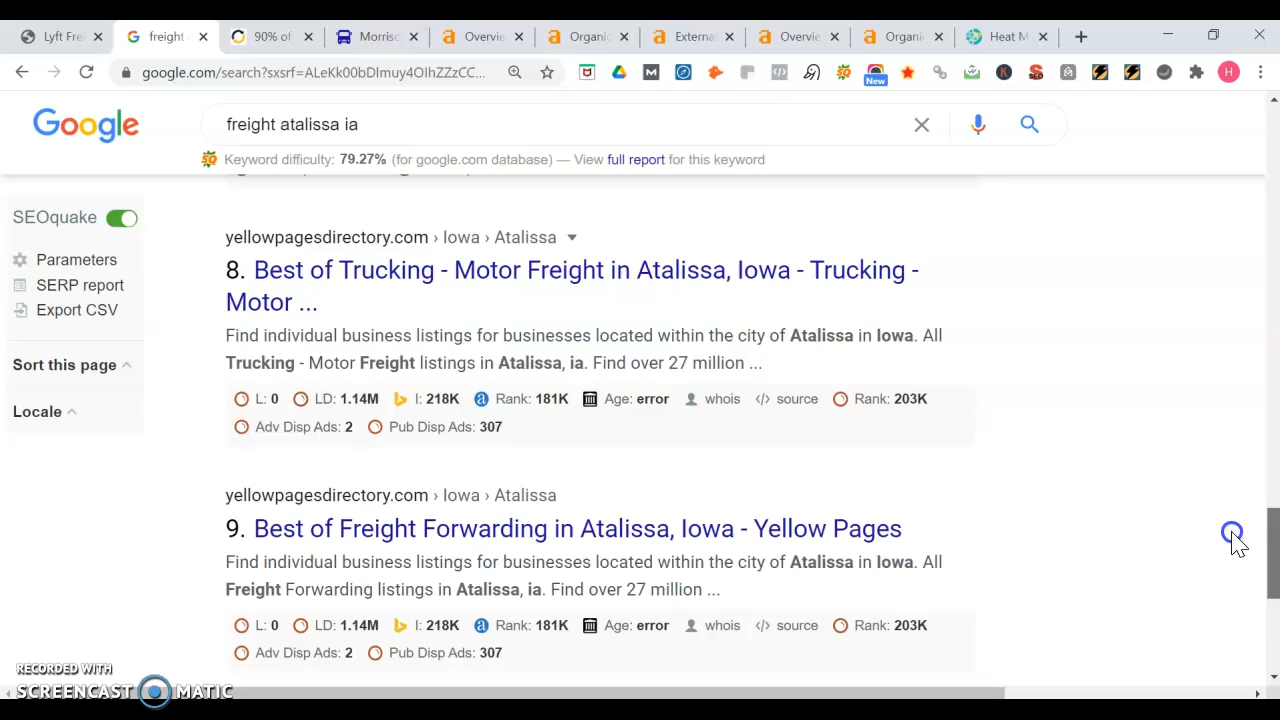 Lyft Frei
freight
90% of
Morriso
Overvie
Organic
Externa
Overvie
Organi
Heat M
google.com/search?sxsrf=ALeKk00bDlmuy4OIhZZzCC...
New
H
Google
freight atalissa ia
Keyword difficulty: 79.27% (for google.com database) — View full report for this keyword
SEOquake
Parameters
SERP report
Export CSV
Sort this page
Locale
yellowpagesdirectory.com › Iowa › Atalissa
8. Best of Trucking - Motor Freight in Atalissa, Iowa - Trucking -
Motor ...
Find individual business listings for businesses located within the city of Atalissa in Iowa. All
Trucking - Motor Freight listings in Atalissa, ia. Find over 27 million ...
L: 0 LD: 1.14M I: 218K Rank: 181K Age: error whois source Rank: 203K
Adv Disp Ads: 2 Pub Disp Ads: 307
yellowpagesdirectory.com › Iowa › Atalissa
9. Best of Freight Forwarding in Atalissa, Iowa - Yellow Pages
Find individual business listings for businesses located within the city of Atalissa in Iowa. All
Freight Forwarding listings in Atalissa, ia. Find over 27 million ...
L: 0 LD: 1.14M I: 218K Rank: 181K Age: error whois source Rank: 203K
Adv Disp Ads: 2 Pub Disp Ads: 307
RECORDED WITH
SCREENCAST MATIC